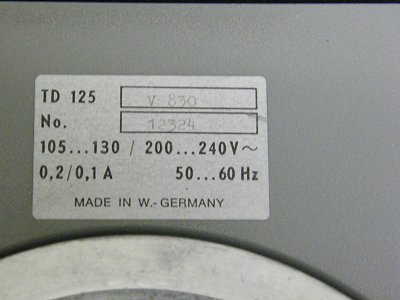 TD 125 V 830
No. 12324
105...130 / 200...240V~
0,2/0,1 A 50...60 Hz
MADE IN W.-GERMANY